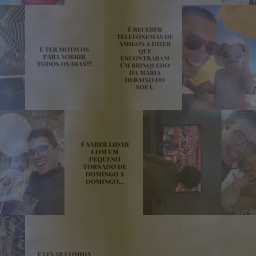 É TER MOTIVOS
PARA SORRIR
TODOS OS DIAS!!!
É RECEBER
TELEFONEMAS DE
AMIGOS A DIZER
QUE
ENCONTRARAM
UM BRINQUEDO
DA MARIA
DEBAIXO DO
SOFÁ.
É SABER LIDAR
COM UM
PEQUENO
TORNADO DE
DOMINGO A
DOMINGO...
É LEVAR COMIDA